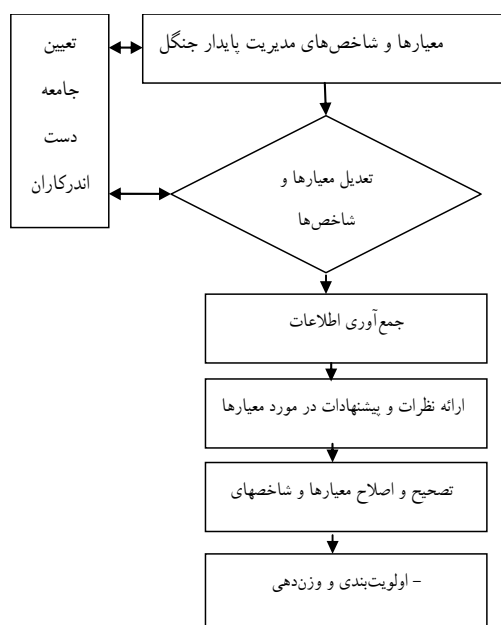 معیارها و شاخص‌های مدیریت پایدار جنگل
تعیین
جامعه
دست
اندرکاران
تعدیل معیارها و
شاخص‌ها
جمع‌آوری اطلاعات
ارائه نظرات و پیشنهادات در مورد معیارها
تصحیح و اصلاح معیارها و شاخصهای
- اولویت‌بندی و وزن‌دهی